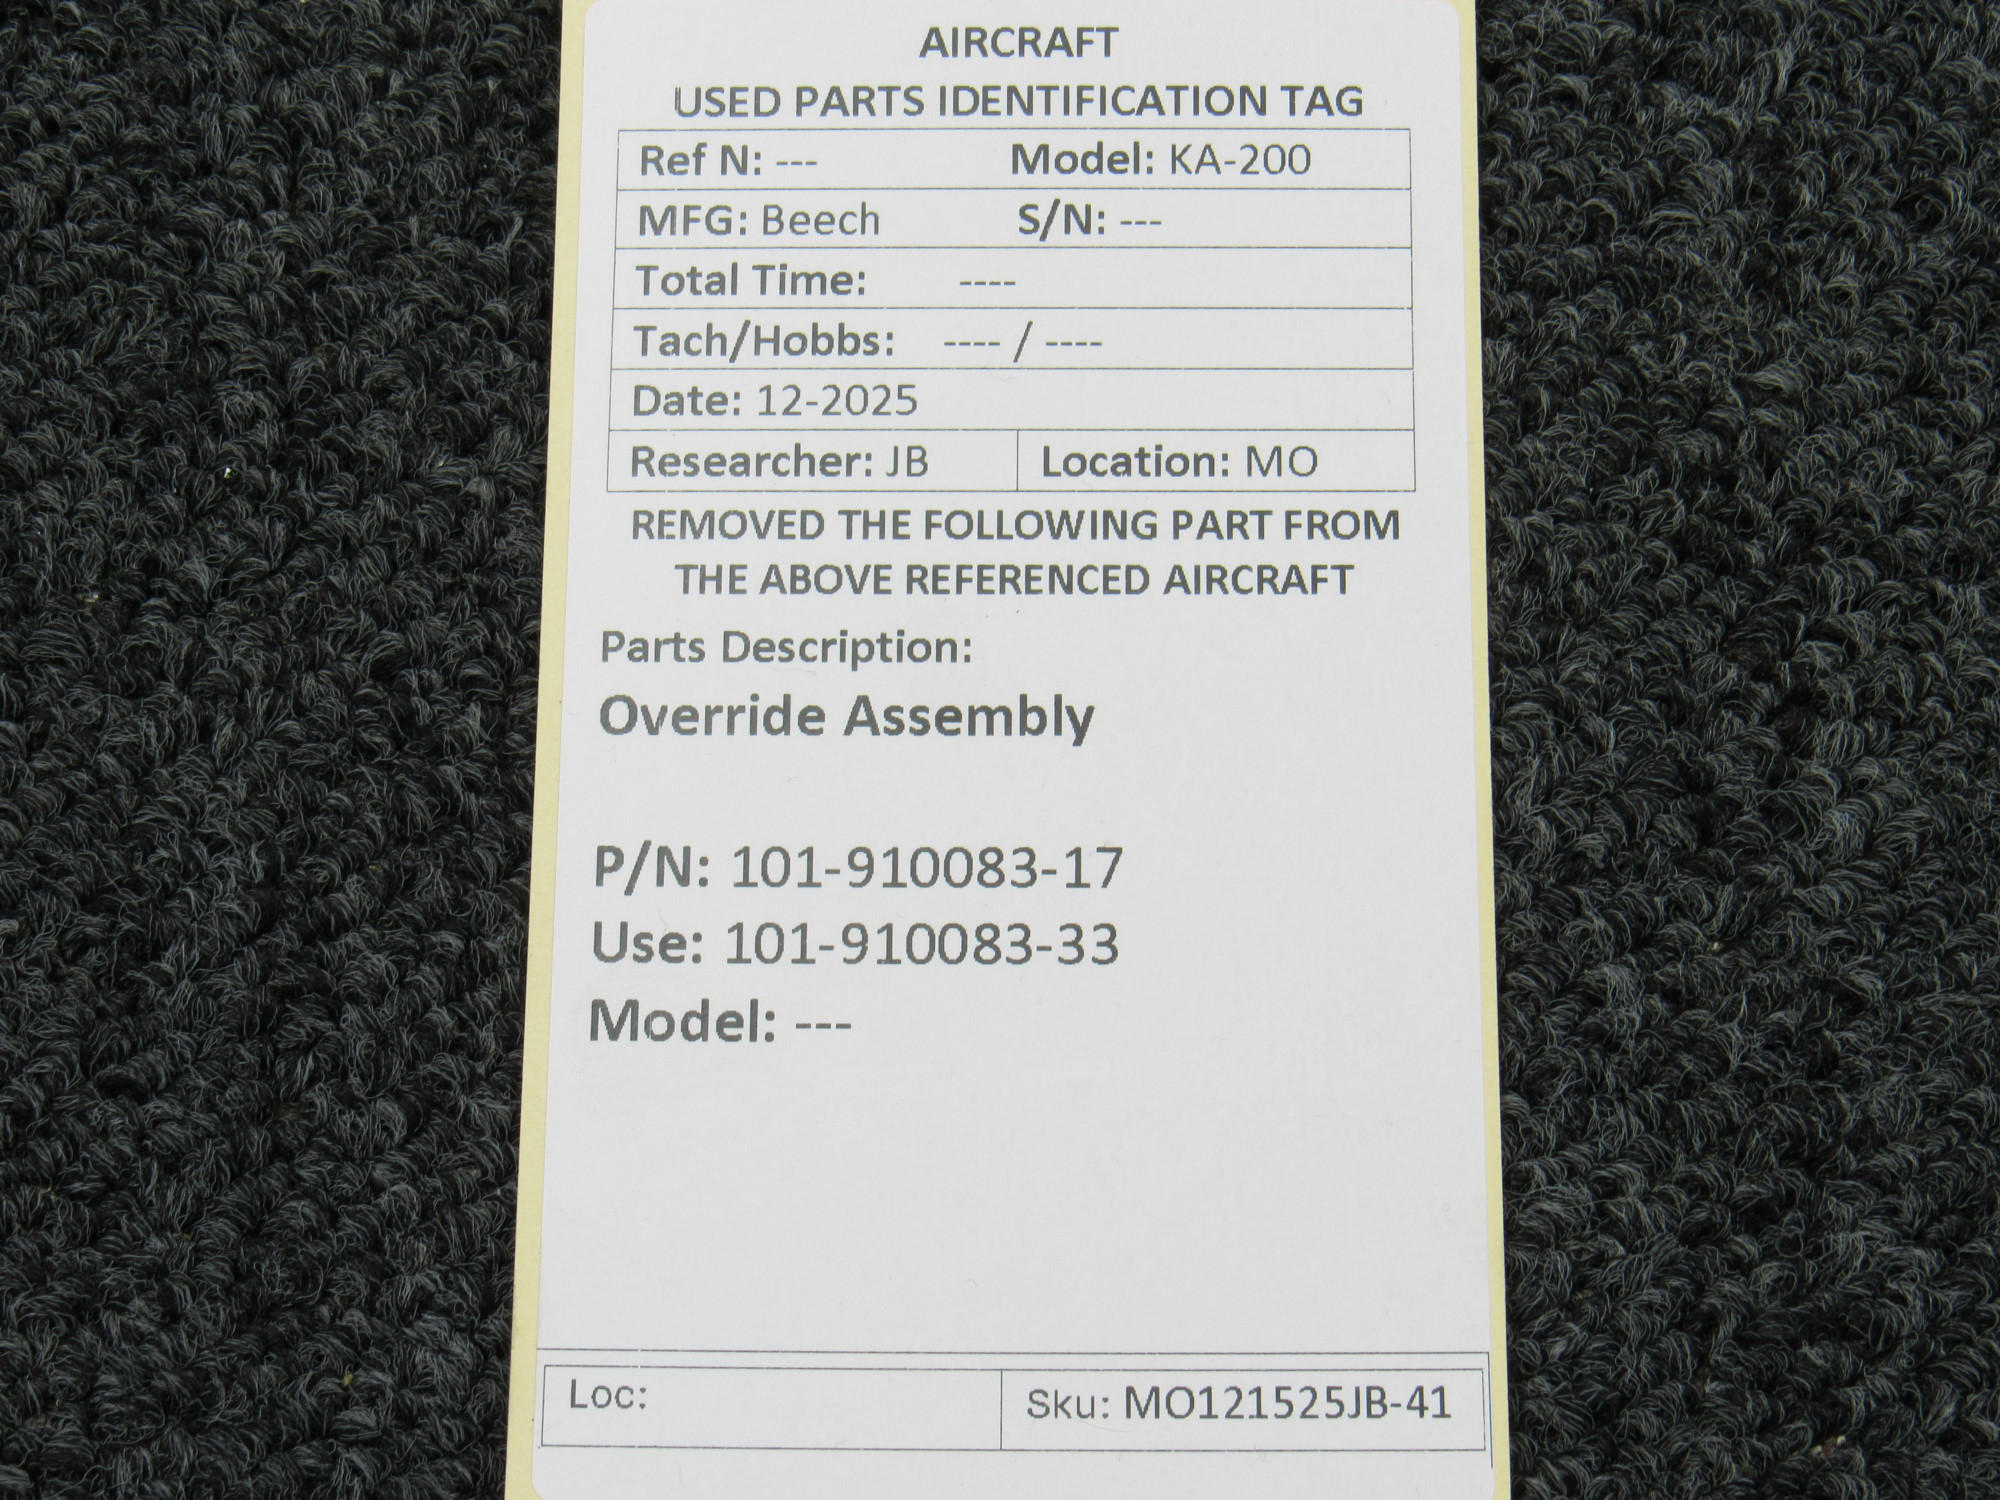 AIRCRAFT
USED PARTS IDENTIFICATION TAG
Ref N: --- Model: KA-200
MFG: Beech S/N: ---
Total Time: ----
Tach/Hobbs: ---- / ----
Date: 12-2025
Researcher: JB Location: MO
REMOVED THE FOLLOWING PART FROM
THE ABOVE REFERENCED AIRCRAFT
Parts Description:
Override Assembly
P/N: 101-910083-17
Use: 101-910083-33
Model: ---
Loc: Sku: MO121525JB-41